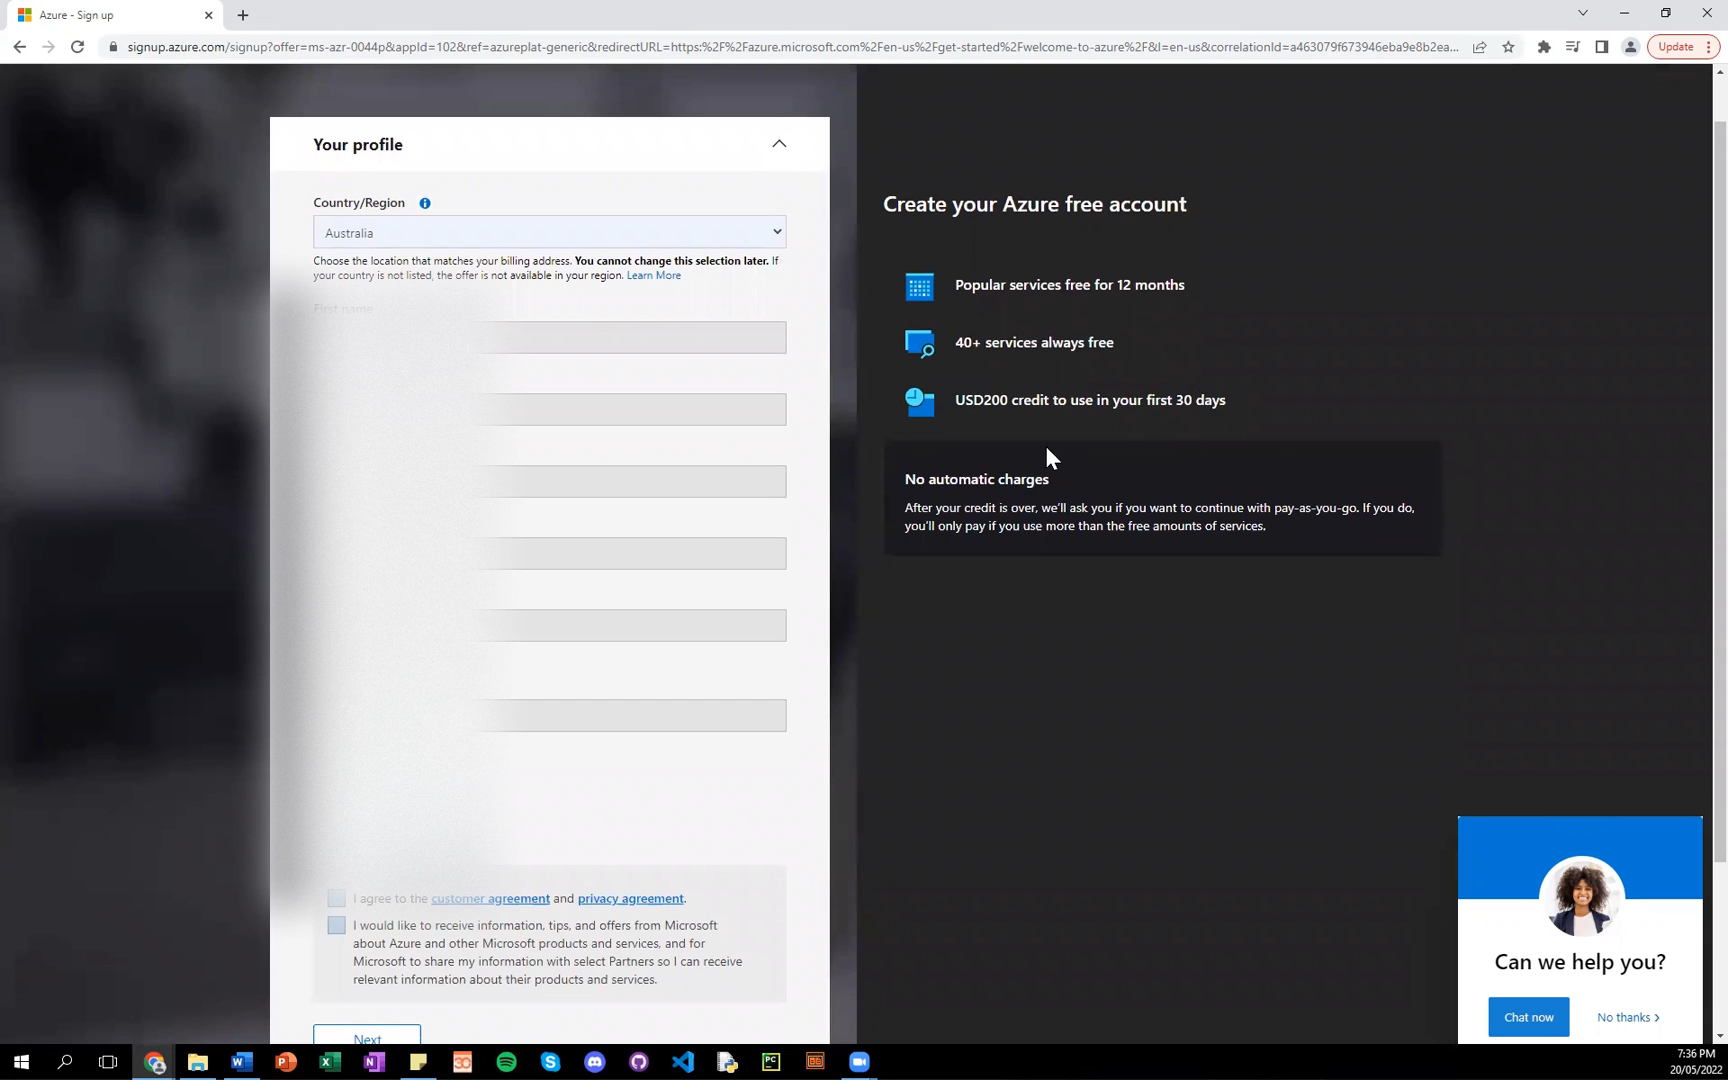 Azure - Sign up
signup.azure.com/signup?offer=ms-azr-0044p&appId=102&ref=azureplat-generic&redirectURL=https:%2F%2Fazure.microsoft.com%2Fen-us%2Fget-started%2Fwelcome-to-azure%2F&l=en-us&correlationId=a463079f673946eba9e8b2ea...
Update
Your profile
Country/Region
Australia
Choose the location that matches your billing address. You cannot change this selection later. If
your country is not listed, the offer is not available in your region. Learn More
First name
I agree to the customer agreement and privacy agreement.
I would like to receive information, tips, and offers from Microsoft
about Azure and other Microsoft products and services, and for
Microsoft to share my information with select Partners so I can receive
relevant information about their products and services.
Next
Create your Azure free account
Popular services free for 12 months
40+ services always free
USD200 credit to use in your first 30 days
No automatic charges
After your credit is over, we'll ask you if you want to continue with pay-as-you-go. If you do,
you'll only pay if you use more than the free amounts of services.
Can we help you?
Chat now
No thanks >
7:36 PM
20/05/2022